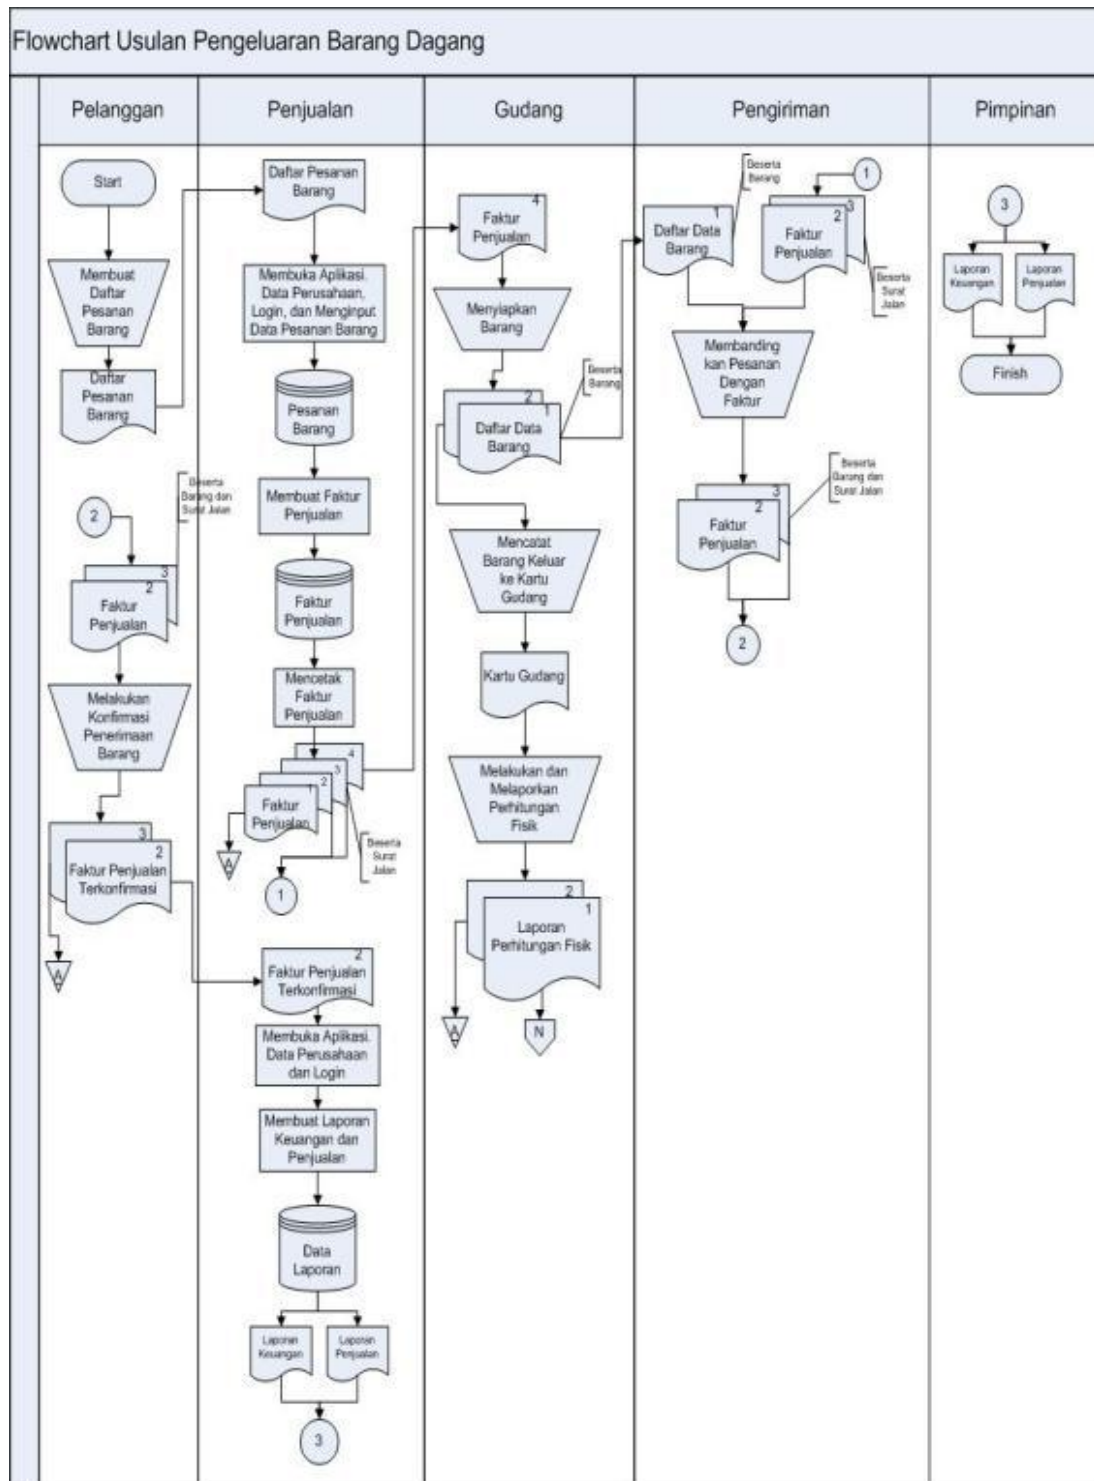 Flowchart Usulan Pengeluaran Barang Dagang
Pelanggan
Penjualan
Gudang
Pengiriman
Pimpinan
Start
Membuat
Daftar
Pesanan
Barang
Daftar
Pesanan
Barang
2
Beserta
Barang dan
Surat Jalan
3
2
Faktur
Penjualan
Melakukan
Konfirmasi
Penerimaan
Barang
3
2
Faktur Penjualan
Terkonfirmasi
A
Daftar Pesanan
Barang
Membuka Aplikasi.
Data Perusahaan,
Login, dan Menginput
Data Pesanan Barang
Pesanan
Barang
Membuat Faktur
Penjualan
Faktur
Penjualan
Mencetak
Faktur
Penjualan
4
3
2
1
Faktur
Penjualan
Beserta
Surat
Jalan
A
1
2
Faktur Penjualan
Terkonfirmasi
Membuka Aplikasi.
Data Perusahaan
dan Login
Membuat Laporan
Keuangan dan
Penjualan
Data
Laporan
Laporan
Keuangan
Laporan
Penjualan
3
4
Faktur
Penjualan
Menyiapkan
Barang
Beserta
Barang
2
1
Daftar Data
Barang
Mencatat
Barang Keluar
ke Kartu
Gudang
Kartu Gudang
Melakukan dan
Melaporkan
Perhitungan
Fisik
2
1
Laporan
Perhitungan Fisik
A
N
Beserta
Barang
1
Daftar Data
Barang
1
3
2
Faktur
Penjualan
Beserta
Surat
Jalan
Membanding
kan Pesanan
Dengan
Faktur
Beserta
Barang dan
Surat Jalan
3
2
Faktur
Penjualan
2
3
Laporan
Keuangan
Laporan
Penjualan
Finish